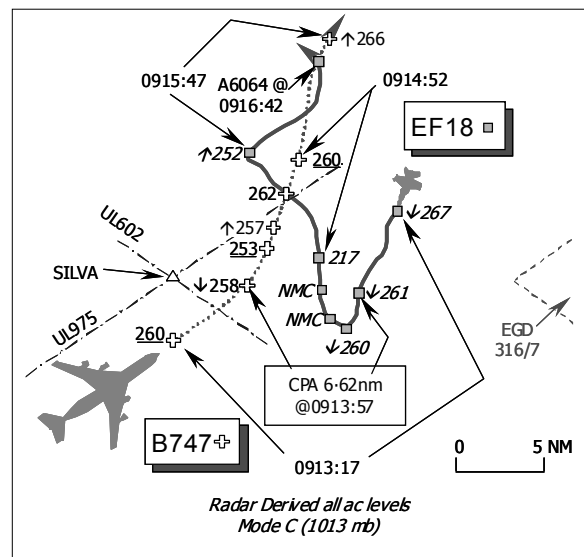 ↑266
0915:47
A6064 @
0916:42
0914:52
EF18
↑252
260
262
↓267
UL602
↑257
253
217
SILVA
↓258
NMC
↓261
UL975
260
NMC
↓260
EGD
316/7
CPA 6·62nm
@0913:57
B747
0913:17
0 5 NM
Radar Derived all ac levels
Mode C (1013 mb)